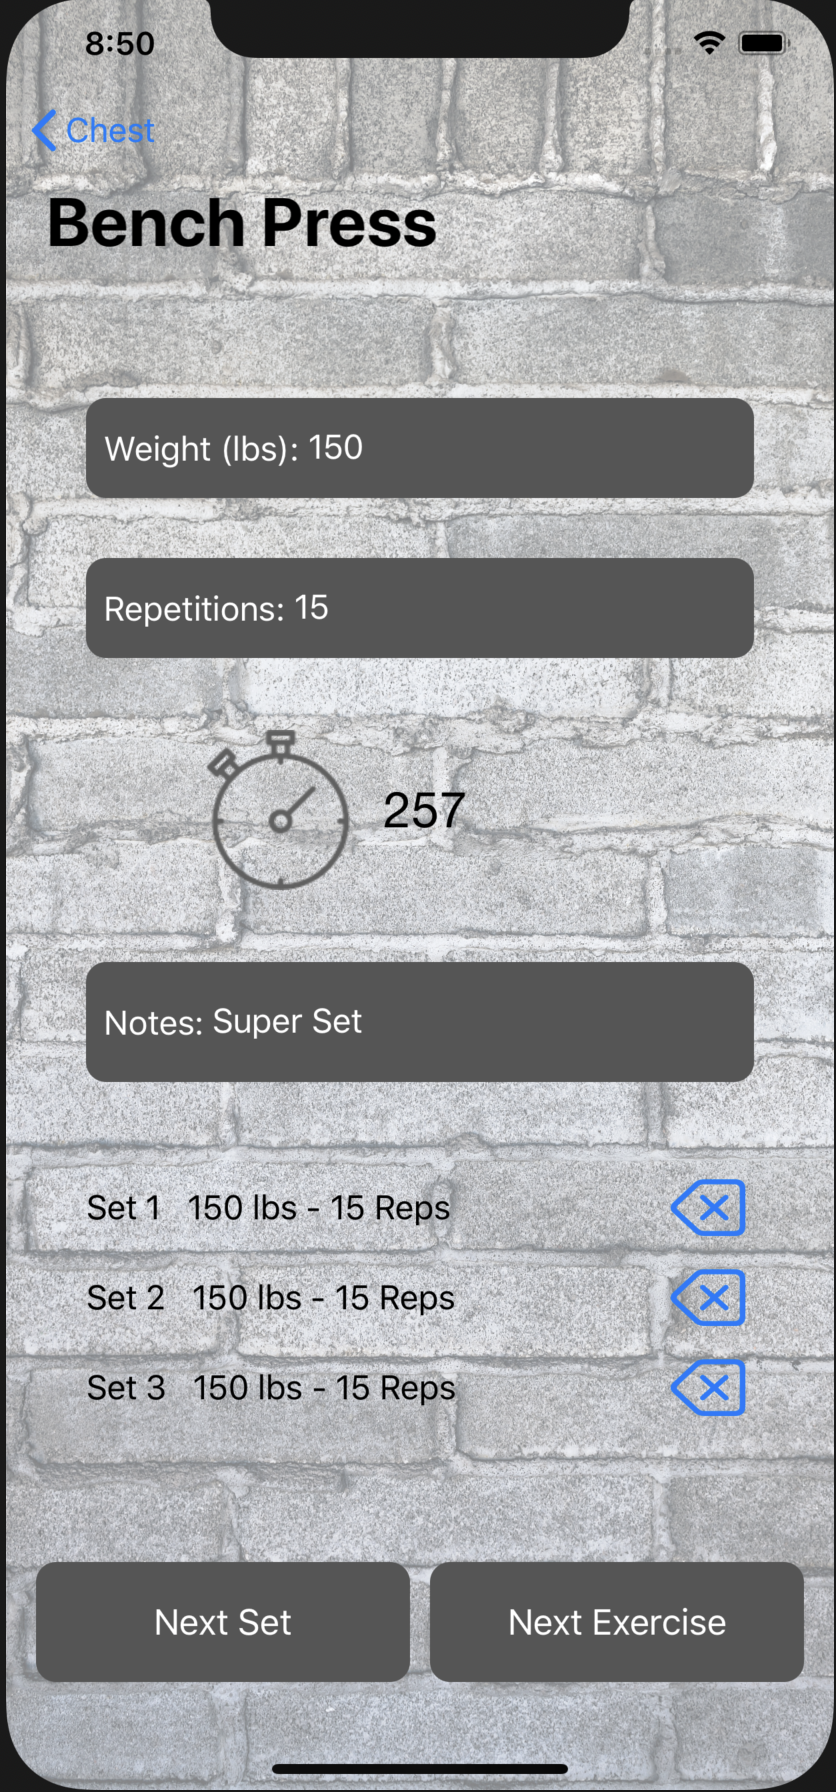 8:50
Chest
Bench Press
Weight (lbs): 150
Repetitions: 15
257
Notes: Super Set
Set 1 150 lbs - 15 Reps
Set 2 150 lbs - 15 Reps
Set 3 150 lbs - 15 Reps
Next Set
Next Exercise